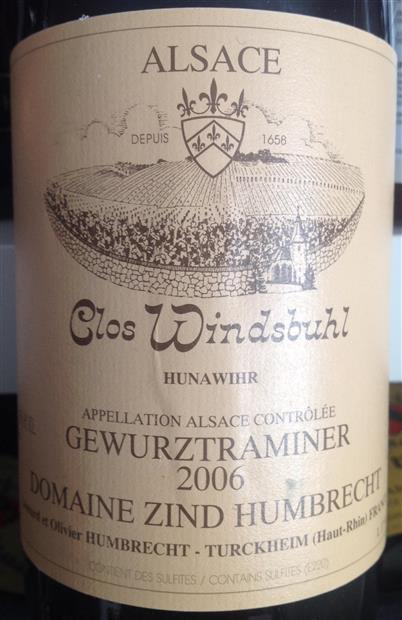 ALSACE
DEPUIS 1658
Clos Windsbuhl
HUNAWIHR
APPELLATION ALSACE CONTRÔLÉE
GEWURZTRAMINER
2006
DOMAINE ZIND HUMBRECHT
et Olivier HUMBRECHT - TURCKHEIM (Haut-Rhin)
CONTIENT DES SULFITES / CONTAINS SULFITES (E220)